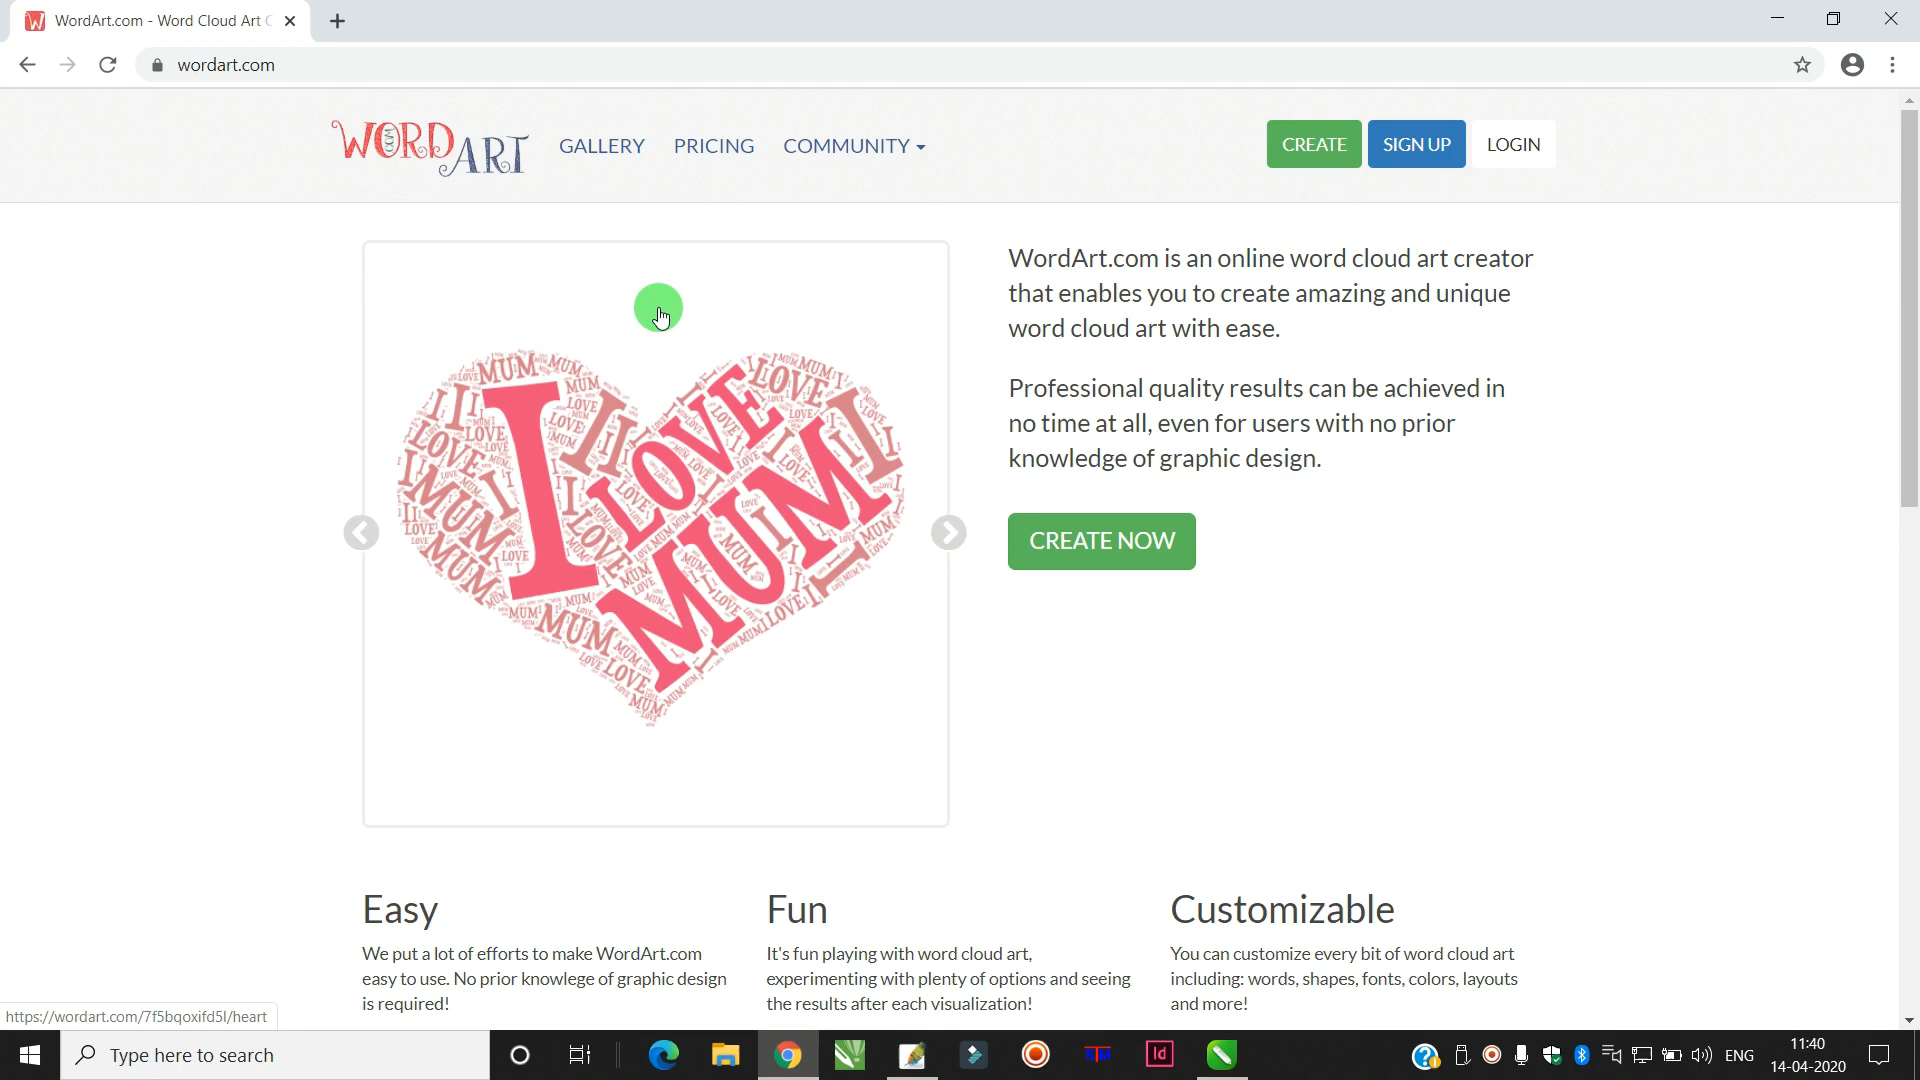 WordArt.com - Word Cloud Art C
wordart.com
WORD ART .COM
GALLERY PRICING COMMUNITY
CREATE SIGN UP LOGIN
WordArt.com is an online word cloud art creator
that enables you to create amazing and unique
word cloud art with ease.
Professional quality results can be achieved in
no time at all, even for users with no prior
knowledge of graphic design.
CREATE NOW
I
LOVE
MUM
Easy
We put a lot of efforts to make WordArt.com
easy to use. No prior knowlege of graphic design
is required!
Fun
It's fun playing with word cloud art,
experimenting with plenty of options and seeing
the results after each visualization!
Customizable
You can customize every bit of word cloud art
including: words, shapes, fonts, colors, layouts
and more!
https://wordart.com/7f5bqoxifd5l/heart
Type here to search
STM
Id
ENG
11:40
14-04-2020